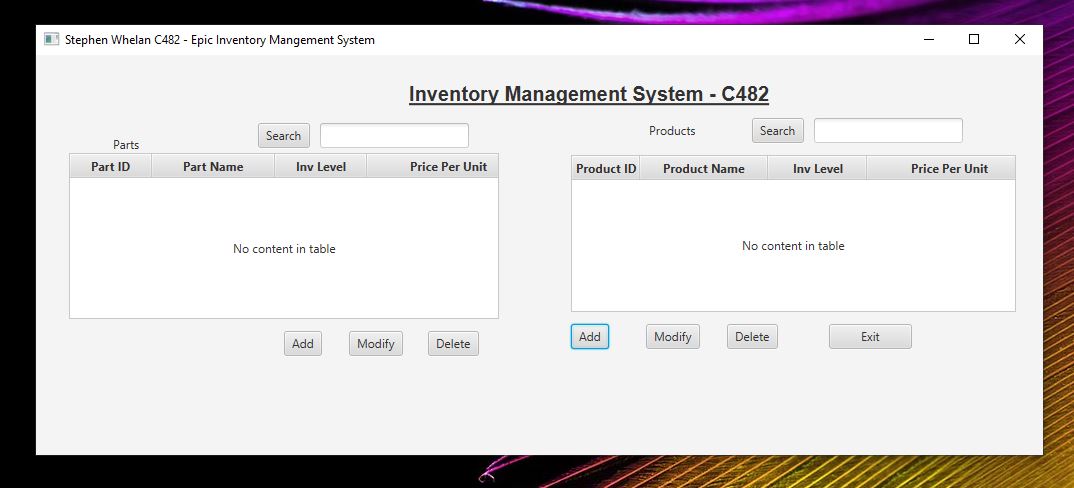 Stephen Whelan C482 - Epic Inventory Mangement System
Inventory Management System - C482
Parts
Search
Part ID Part Name Inv Level Price Per Unit
No content in table
Add Modify Delete
Products
Search
Product ID Product Name Inv Level Price Per Unit
No content in table
Add Modify Delete Exit